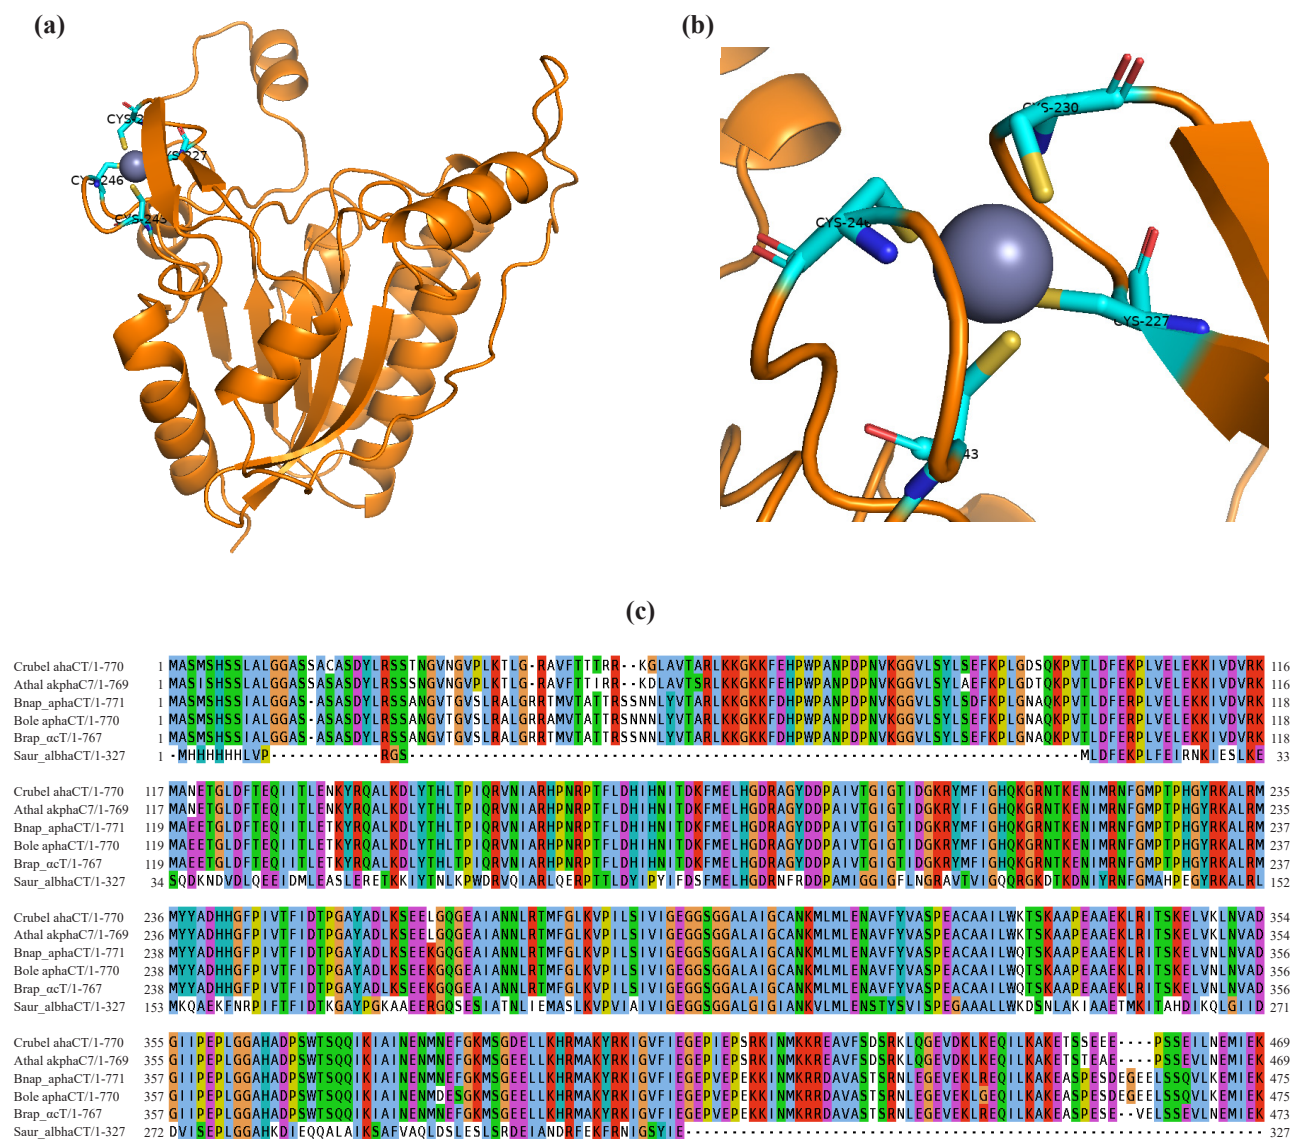 (a)
(b)
CYS-2
YS-227
CYS-246
CYS-243
CYS-230
CYS-246
CYS-227
43
(c)
Crubel ahaCT/1-770 1 MASMSHSSLALGGASSACASDYLRSSTNGVNGVPLKTLG-RAVFTTTRR--KGLAVTARLKKGKKFEHPWPANPDPNVKGGVLSYLSEFKPLGDSQKPVTLDFEKPLVELEKKIVDVRK 116
Athal akphaC7/1-769 1 MASISHSSLALGGASSASASDYLRSSSNGVNGVPLKTLG-RAVFTTIRR--KDLAVTSRLKKGKKFEHPWPANPDPNVKGGVLSYLAEFKPLGDTQKPVTLDFEKPLVELEKKIVDVRK 116
Bnap_aphaCT/1-771 1 MASMSHSSIALGGAS-ASASDYLRSSANGVTGVSLRALGRRTMVTATTRSSNNLYVTARLKKGKKFDHPWPANPDPNVKGGVLSYLSDFKPLGNAQKPVTLDFEKPLVELEKKIVDVRK 118
Bole aphaCT/1-770 1 MASMSHSSIALGGAS-ASASDYLRSSANGVTGVSLRALGRRAMVTATTRSSNNLYVTARLKKGKKFDHPWPANPDPNVKGGVLSYLSEFKPLGNAQKPVTLDFERPLVELEKKIVDVRK 118
Brap_αcT/1-767 1 MASMSHSSIALGGAS-ASASDYLRSSANGVTGVSLRALGRRTMVTATTRSSNNLYVTARLKKGKKFDHPWPANPDPNVKGGVLSYLSEFKPLGNAQKPVTLDFERPLVELEKKIVDVRK 118
Saur_albhaCT/1-327 1 -MHHHHHHLVP------------RGS-------------------------------------------------------------------------MLDFEKPLFEIRNKIESLKE 33
Crubel ahaCT/1-770 117 MANETGLDFTEQIITLENKYRQALKDLYTHLTPIQRVNIARHPNRPTFLDHIHNITDKFMELHGDRAGYDDPAIVTGIGTIDGKRYMFIGHQKGRNTKENIMRNFGMPTPHGYRKALRM 235
Athal akphaC7/1-769 117 MANETGLDFTEQIITLENKYRQALKDLYTHLTPIQRVNIARHPNRPTFLDHIHNITDKFMELHGDRAGYDDPAIVTGIGTIDGKRYMFIGHQKGRNTKENIMRNFGMPTPHGYRKALRM 235
Bnap_aphaCT/1-771 119 MAEETGLDFTEQIITLETKYRQALKDLYTHLTPIQRVNIARHPNRPTFLDHIHNITDKFMELHGDRAGYDDPAIVTGIGTIDGKRYMFIGHQKGRNTKENIMRNFGMPTPHGYRKALRM 237
Bole aphaCT/1-770 119 MAEETGLDFTEQIITLENKYRQALKDLYTHLTPIQRVNIARHPNRPTFLDHIHNITDKFMELHGDRAGYDDPAIVTGIGTIDGKRYMFIGHQKGRNTKENIMRNFGMPTPHGYRKALRM 237
Brap_αcT/1-767 119 MAEETGLDFTEQIITLETKYRQALKDLYTHLTPIQRVNIARHPNRPTFLDHIHNITDKFMELHGDRAGYDDPAIVTGIGTIDGKRYMFIGHQKGRNTKENIMRNFGMPTPHGYRKALRM 237
Saur_albhaCT/1-327 34 SQDKNDVDLQEEIDMLEASLERETKKIYTNLKPWDRVQIARLQERPTTLDYIPYIFDSFMELHGDRNFRDDPAMIGGIGFLNGRAVTVIGQQRGKDTKDNIYRNFGMAHPEGYRKALRL 152
Crubel ahaCT/1-770 236 MYYADHHGFPIVTFIDTPGAYADLKSEELGQGEAIANNLRTMFGLKVPILSIVIGEGGSGGALAIGCANKMLMLENAVFYVASPEACAAILWKTSKAAPEAAEKLRITSKELVKLNVAD 354
Athal akphaC7/1-769 236 MYYADHHGFPIVTFIDTPGAYADLKSEELGQGEAIANNLRTMFGLKVPILSIVIGEGGSGGALAIGCANKMLMLENAVFYVASPEACAAILWKTSKAAPEAAEKLRITSKELVKLNVAD 354
Bnap_aphaCT/1-771 238 MYYADHHGFPIVTFIDTPGAYADLKSEEKGQGEAIANNLRTMFGLKVPILSIVIGEGGSGGALAIGCANKMLMLENAVFYVASPEACAAILWQTSKAAPEAAEKLRITSKELVNLNVAD 356
Bole aphaCT/1-770 238 MYYADHHGFPIVTFIDTPGAYADLKSEEKGQGEAIANNLRTMFGLKVPILSIVIGEGGSGGALAIGCANKMLMLENAVFYVASPEACAAILWQTSKAAPEAAEKLRITSKELVNLNVAD 356
Brap_αcT/1-767 238 MYYADHHGFPIVTFIDTPGAYADLKSEEKGQGEAIANNLRTMFGLKVPILSIVIGEGGSGGALAIGCANKMLMLENAVFYVASPEACAAILWQTSKAAPEAAEKLRITSKELVNLNVAD 356
Saur_albhaCT/1-327 153 MKQAEKFNRPIFTFIDTKGAYPGKAAEERGQSESIATNLIEMASLKVPVIAIVIGEGGSGGALGIGIANKVLMLENSTYSVISPEGAAALLWKDSNLAKIAAETMKITAHDIKQLGIID 271
Crubel ahaCT/1-770 355 GIIPEPLGGAHADPSWTSQQIKIAINENMNEFGKMSGDELLKHRMAKYRKIGVFIEGEPIEPSRKINMKKREAVFSDSRKLQGEVDKLKEQILKAKETSSEEE----PSSEILNEMIEK 469
Athal akphaC7/1-769 355 GIIPEPLGGAHADPSWTSQQIKIAINENMNEFGKMSGEELLKHRMAKYRKIGVFIEGEPIEPSRKINMKKREAVFSDSRKLQGEVDKLKEQILKAKETSTEAE----PSSEILNEMIEK 469
Bnap_aphaCT/1-771 357 GIIPEPLGGAHADPSWTSQQIKIAINENMNEFGKMSGEELLKHRMAKYRKIGVFIEGEPVEPEKKINMKRRDAVASTSRNLEGEVEKLREQILKAKEASPESDEGEELSSQVLKEMIEK 475
Bole aphaCT/1-770 357 GIIPEPLGGAHADPSWTSQQIKIAINENMDESGKMSGEELLKHRMAKYRKIGVFIEGEPVEPEKKINMKRRDAVASTSRNLEGEVEKLGEQILKAKEASPESDEGEELSSQVLKEMIEK 475
Brap_αcT/1-767 357 GIIPEPLGGAHADPSWTSQQIKIAINENMNEFGKMSGEELLKHRMAKYRKIGVFIEGEPVEPEKKINMKRRDAVASTSRNLEGEVEKLREQILKAKEASPESE--VELSSEVLNEMIEK 473
Saur_albhaCT/1-327 272 DVISEPLGGAHKDIEQQALAIKSAFVAQLDSLESLSRDEIANDRFEKFRNIGSYIE--------------------------------------------------------------- 327